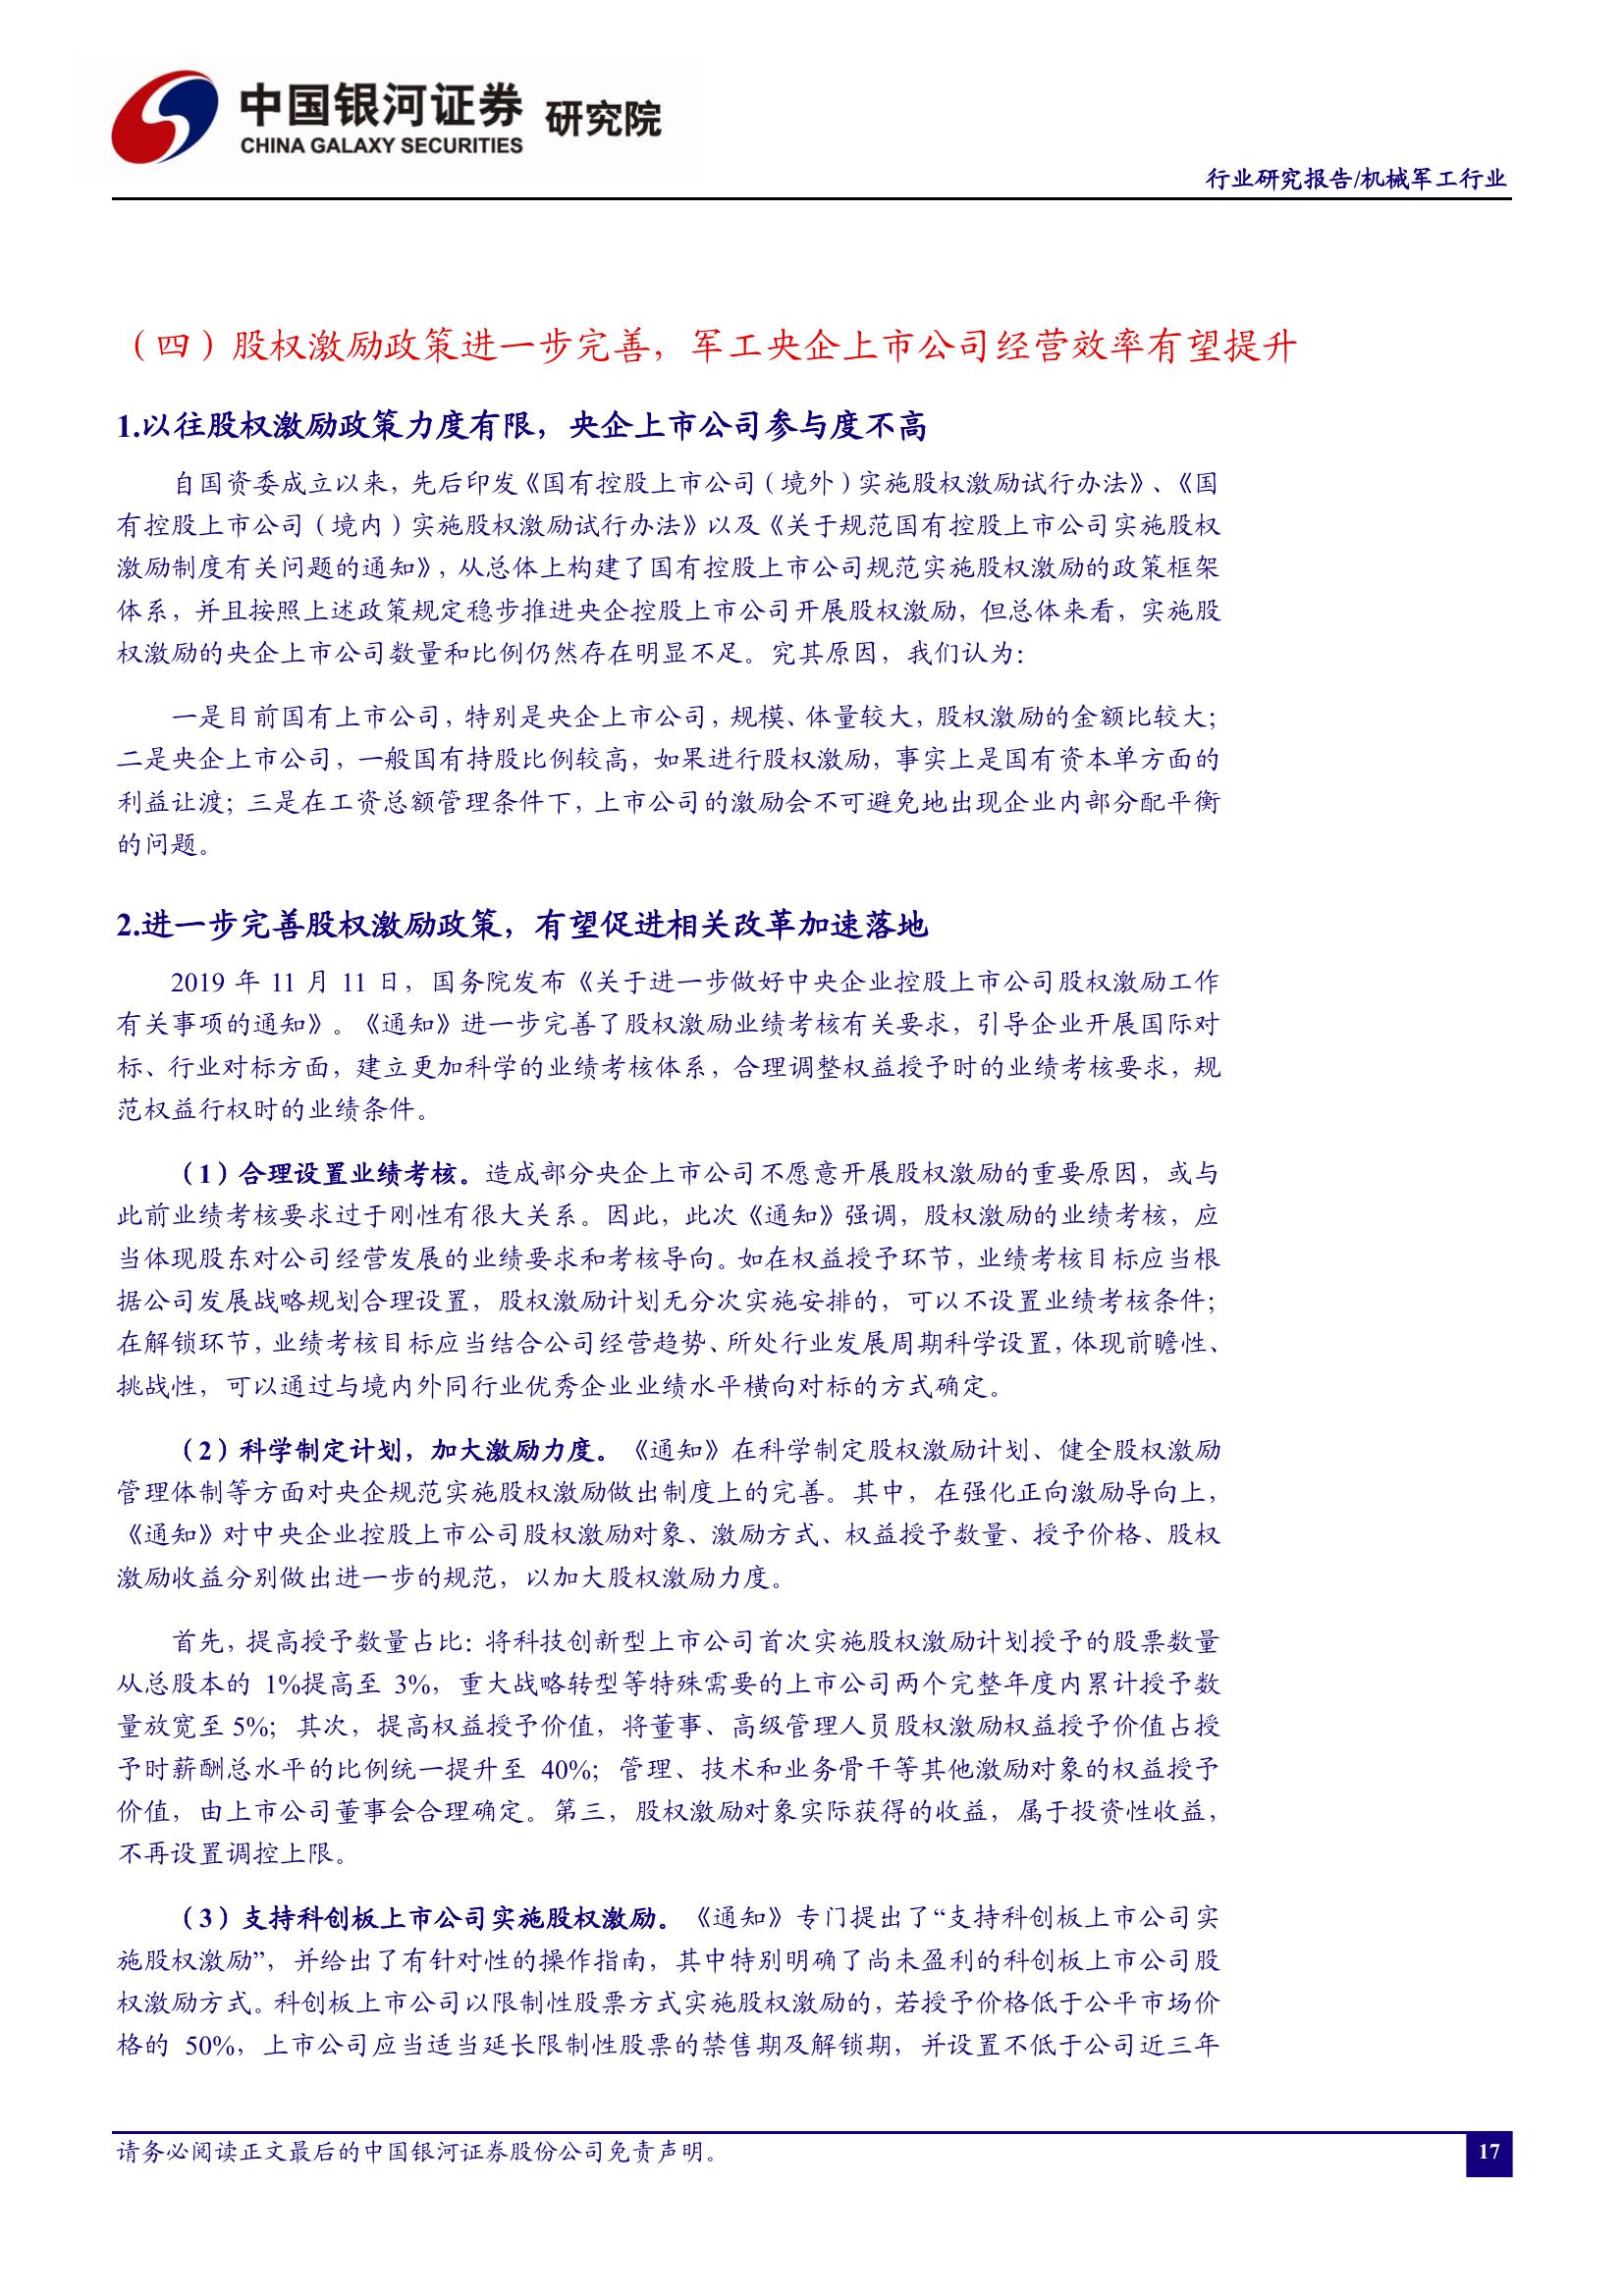 中国银河证券 研究院
CHINA GALAXY SECURITIES
行业研究报告/机械军工行业
（四）股权激励政策进一步完善，军工央企上市公司经营效率有望提升
1.以往股权激励政策力度有限，央企上市公司参与度不高
自国资委成立以来，先后印发《国有控股上市公司（境外）实施股权激励试行办法》、《国
有控股上市公司（境内）实施股权激励试行办法》以及《关于规范国有控股上市公司实施股权
激励制度有关问题的通知》，从总体上构建了国有控股上市公司规范实施股权激励的政策框架
体系，并且按照上述政策规定稳步推进央企控股上市公司开展股权激励，但总体来看，实施股
权激励的央企上市公司数量和比例仍然存在明显不足。究其原因，我们认为：
一是目前国有上市公司，特别是央企上市公司，规模、体量较大，股权激励的金额比较大；
二是央企上市公司，一般国有持股比例较高，如果进行股权激励，事实上是国有资本单方面的
利益让渡；三是在工资总额管理条件下，上市公司的激励会不可避免地出现企业内部分配平衡
的问题。
2.进一步完善股权激励政策，有望促进相关改革加速落地
2019 年 11 月 11 日，国务院发布《关于进一步做好中央企业控股上市公司股权激励工作
有关事项的通知》。《通知》进一步完善了股权激励业绩考核有关要求，引导企业开展国际对
标、行业对标方面，建立更加科学的业绩考核体系，合理调整权益授予时的业绩考核要求，规
范权益行权时的业绩条件。
（1）合理设置业绩考核。造成部分央企上市公司不愿意开展股权激励的重要原因，或与
此前业绩考核要求过于刚性有很大关系。因此，此次《通知》强调，股权激励的业绩考核，应
当体现股东对公司经营发展的业绩要求和考核导向。如在权益授予环节，业绩考核目标应当根
据公司发展战略规划合理设置，股权激励计划无分次实施安排的，可以不设置业绩考核条件；
在解锁环节，业绩考核目标应当结合公司经营趋势、所处行业发展周期科学设置，体现前瞻性、
挑战性，可以通过与境内外同行业优秀企业业绩水平横向对标的方式确定。
（2）科学制定计划，加大激励力度。《通知》在科学制定股权激励计划、健全股权激励
管理体制等方面对央企规范实施股权激励做出制度上的完善。其中，在强化正向激励导向上，
《通知》对中央企业控股上市公司股权激励对象、激励方式、权益授予数量、授予价格、股权
激励收益分别做出进一步的规范，以加大股权激励力度。
首先，提高授予数量占比：将科技创新型上市公司首次实施股权激励计划授予的股票数量
从总股本的 1%提高至 3%，重大战略转型等特殊需要的上市公司两个完整年度内累计授予数
量放宽至 5%；其次，提高权益授予价值，将董事、高级管理人员股权激励权益授予价值占授
予时薪酬总水平的比例统一提升至 40%；管理、技术和业务骨干等其他激励对象的权益授予
价值，由上市公司董事会合理确定。第三，股权激励对象实际获得的收益，属于投资性收益，
不再设置调控上限。
（3）支持科创板上市公司实施股权激励。《通知》专门提出了“支持科创板上市公司实
施股权激励”，并给出了有针对性的操作指南，其中特别明确了尚未盈利的科创板上市公司股
权激励方式。科创板上市公司以限制性股票方式实施股权激励的，若授予价格低于公平市场价
格的 50%，上市公司应当适当延长限制性股票的禁售期及解锁期，并设置不低于公司近三年
请务必阅读正文最后的中国银河证券股份公司免责声明。
17